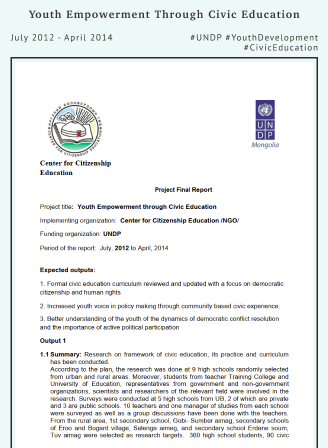 Youth Empowerment Through Civic Education
July 2012 - April 2014
#UNDP #YouthDevelopment
#CivicEducation
U N
D P
Mongolia
Center for Citizenship
Education
Project Final Report
Project title: Youth Empowerment through Civic Education
Implementing organization: Center for Citizenship Education /NGO/
Funding organization: UNDP
Period of the report: July, 2012 to April, 2014
Expected outputs:
1. Formal civic education curriculum reviewed and updated with a focus on democratic
citizenship and human rights
2. Increased youth voice in policy making through community based civic experience:
3. Better understanding of the youth of the dynamics of democratic conflict resolution
and the importance of active political participation
Output 1
1.1 Summary: Research on framework of civic education, its practice and curriculum
has been conducted.
According to the plan, the research was done at 9 high schools randomly selected
from urban and rural areas. Moreover, students from teacher Training College and
University of Education, representatives from government and non-government
organizations, scientists and researchers of the relevant field were involved in the
research. Surveys were conducted at 5 high schools from UB, 2 of which are private
and 3 are public schools. 10 teachers and one manager of studies from each school
were surveyed as well as a group discussions have been done with the teachers.
From the rural area, 1st secondary school, Gobi- Sumber aimag, secondary schools
of Eroo and Bugant village, Selenge aimeg, and secondary school Erdene soum,
Tuv aimag were selected as research targets. 360 high school students, 90 civic